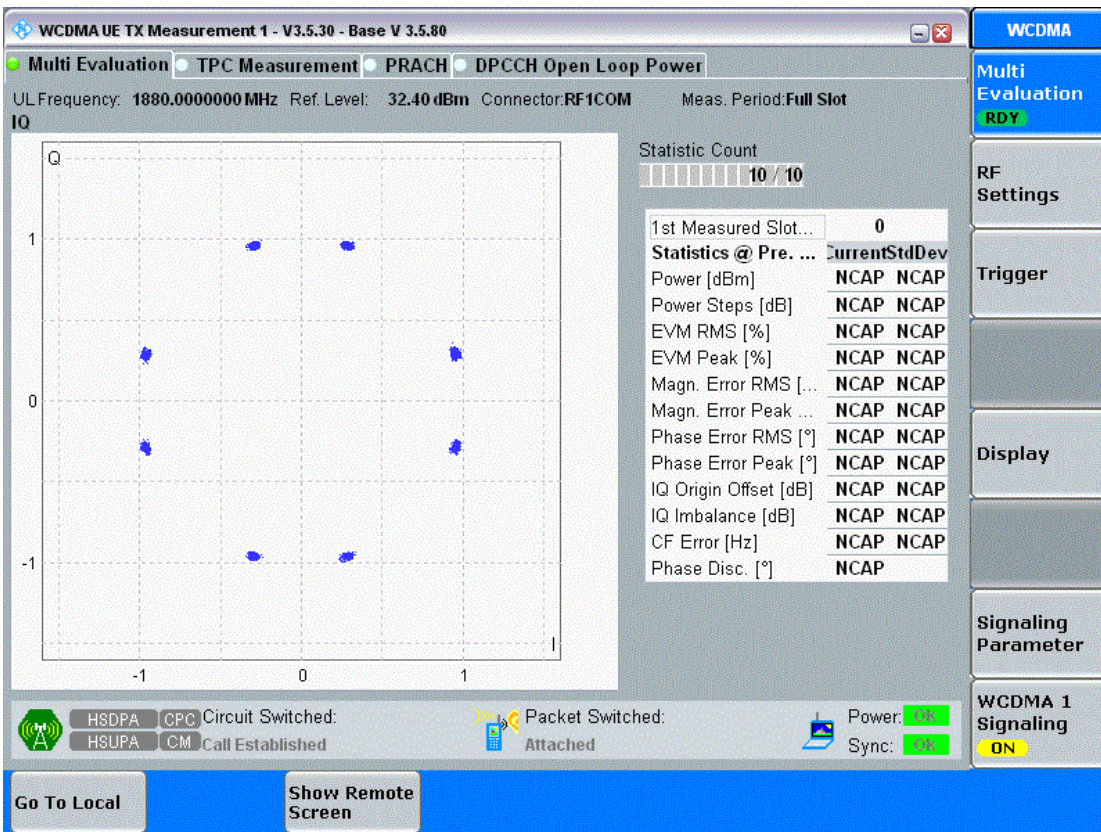 WCDMA UE TX Measurement 1 - V3.5.30 - Base V 3.5.80
WCDMA
Multi Evaluation TPC Measurement PRACH DPCCH Open Loop Power
UL Frequency: 1880.0000000 MHz Ref. Level: 32.40 dBm Connector:RF1COM Meas. Period:Full Slot
IQ
Q
1
0
-1
-1 0 1
I
Statistic Count
10 / 10
1st Measured Slot... 0
Statistics @ Pre. ... CurrentStdDev
Power [dBm] NCAP NCAP
Power Steps [dB] NCAP NCAP
EVM RMS [%] NCAP NCAP
EVM Peak [%] NCAP NCAP
Magn. Error RMS [... NCAP NCAP
Magn. Error Peak ... NCAP NCAP
Phase Error RMS [°] NCAP NCAP
Phase Error Peak [°] NCAP NCAP
IQ Origin Offset [dB] NCAP NCAP
IQ Imbalance [dB] NCAP NCAP
CF Error [Hz] NCAP NCAP
Phase Disc. [°] NCAP
Multi
Evaluation
RDY
RF
Settings
Trigger
Display
Signaling
Parameter
WCDMA 1
Signaling
ON
HSDPA CPC Circuit Switched: Packet Switched: Power: OK
HSUPA CM Call Established Attached Sync: OK
Go To Local
Show Remote
Screen